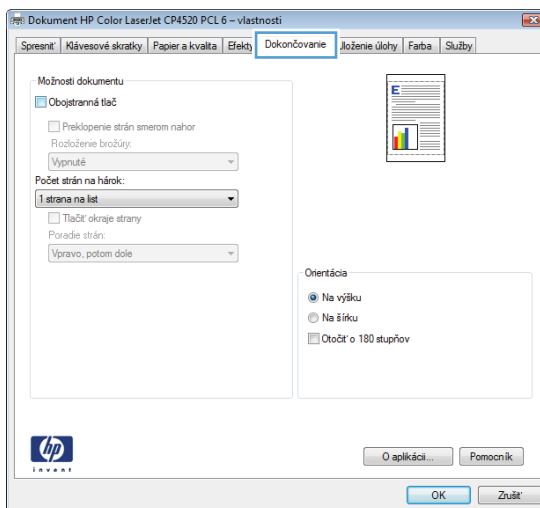 Dokument HP Color LaserJet CP4520 PCL 6 – vlastnosti
Spresniť Klávesové skratky Papier a kvalita Efekty Dokončovanie Uloženie úlohy Farba Služby
Možnosti dokumentu
Obojstranná tlač
Preklopenie strán smerom nahor
Rozloženie brožúry:
Vypnuté
Počet strán na hárok:
1 strana na list
Tlačiť okraje strany
Poradie strán:
Vpravo, potom dole
E
Orientácia
Na výšku
Na šírku
Otočiť o 180 stupňov
hp
invent
O aplikácii... Pomocník
OK Zrušiť